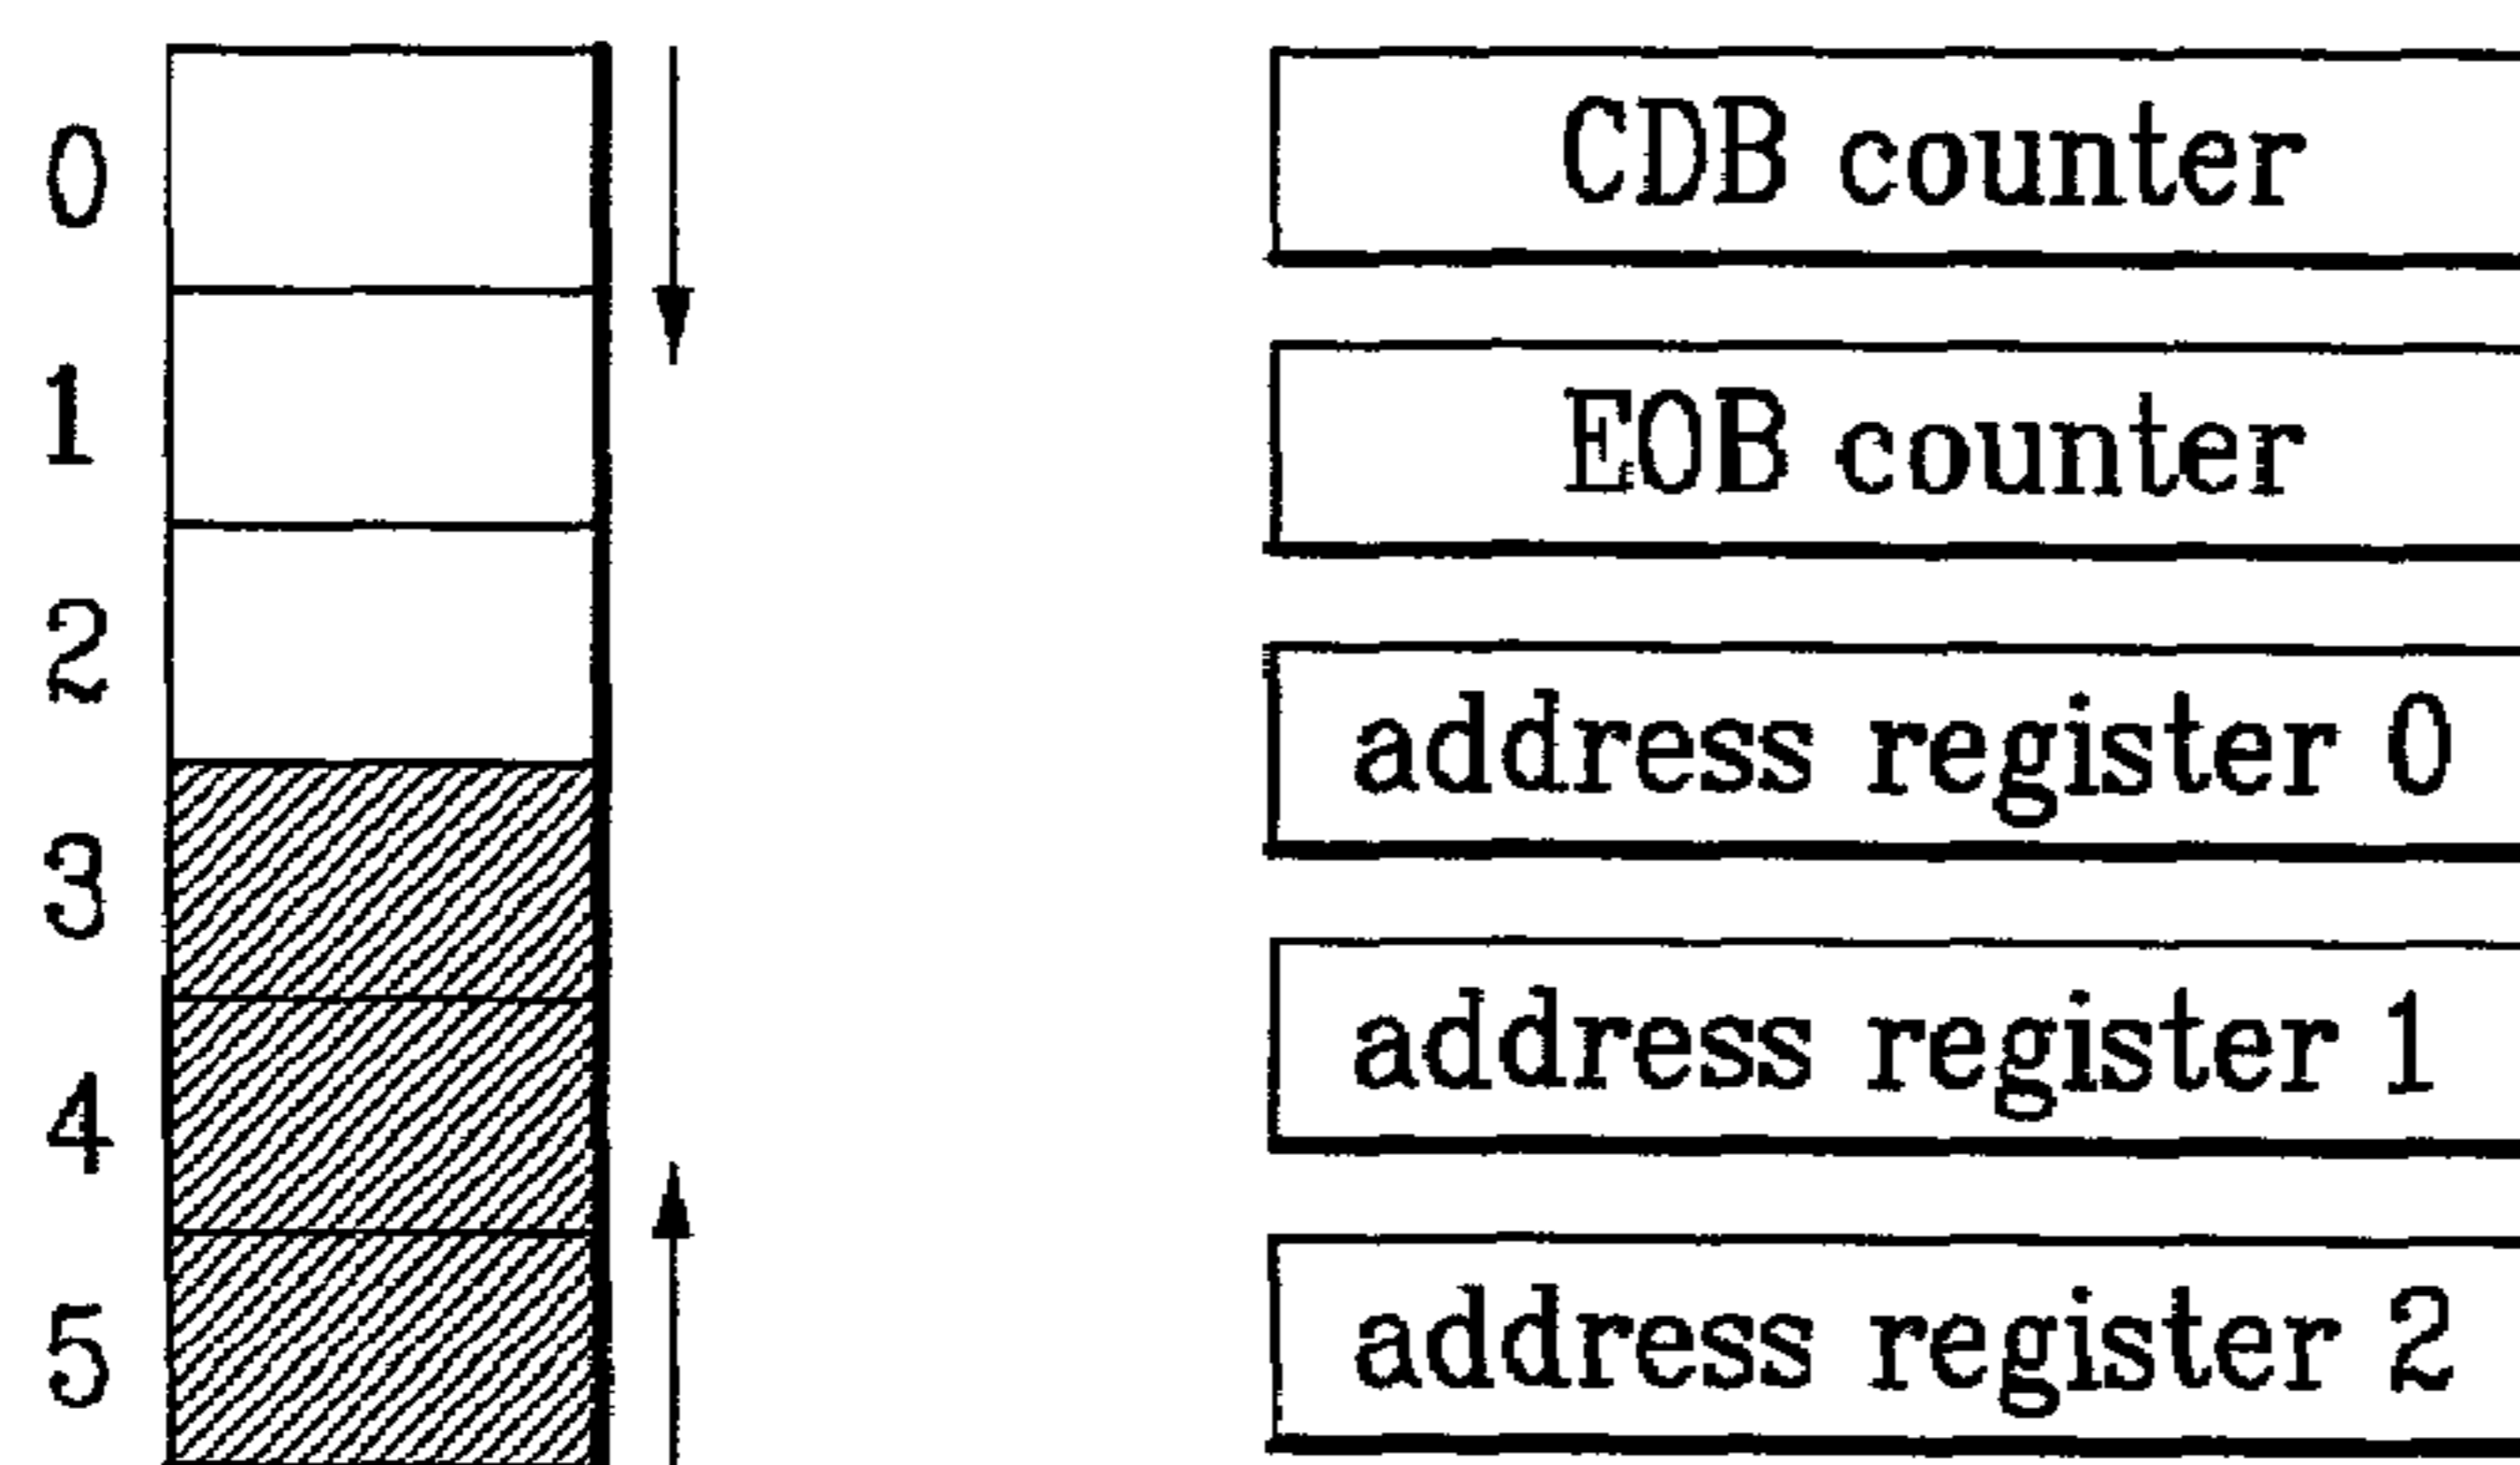 0
1
2
3
4
5
CDB counter
EOB counter
address register 0
address register 1
address register 2